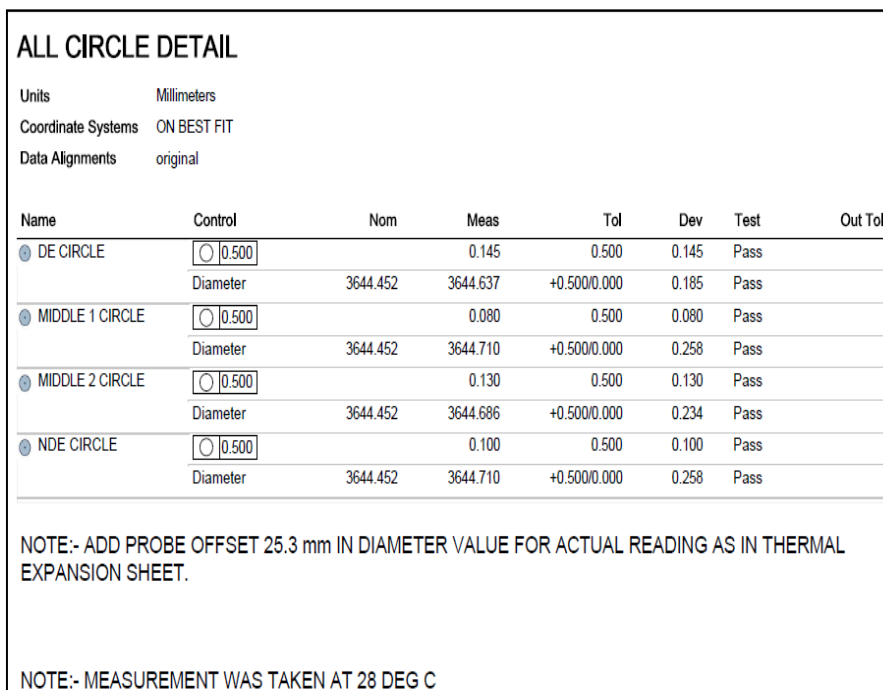 ALL CIRCLE DETAIL
Units Millimeters
Coordinate Systems ON BEST FIT
Data Alignments original
Name Control Nom Meas Tol Dev Test Out Tol
DE CIRCLE ○ 0.500 0.145 0.500 0.145 Pass
Diameter 3644.452 3644.637 +0.500/0.000 0.185 Pass
MIDDLE 1 CIRCLE ○ 0.500 0.080 0.500 0.080 Pass
Diameter 3644.452 3644.710 +0.500/0.000 0.258 Pass
MIDDLE 2 CIRCLE ○ 0.500 0.130 0.500 0.130 Pass
Diameter 3644.452 3644.686 +0.500/0.000 0.234 Pass
NDE CIRCLE ○ 0.500 0.100 0.500 0.100 Pass
Diameter 3644.452 3644.710 +0.500/0.000 0.258 Pass
NOTE:- ADD PROBE OFFSET 25.3 mm IN DIAMETER VALUE FOR ACTUAL READING AS IN THERMAL
EXPANSION SHEET.
NOTE:- MEASUREMENT WAS TAKEN AT 28 DEG C